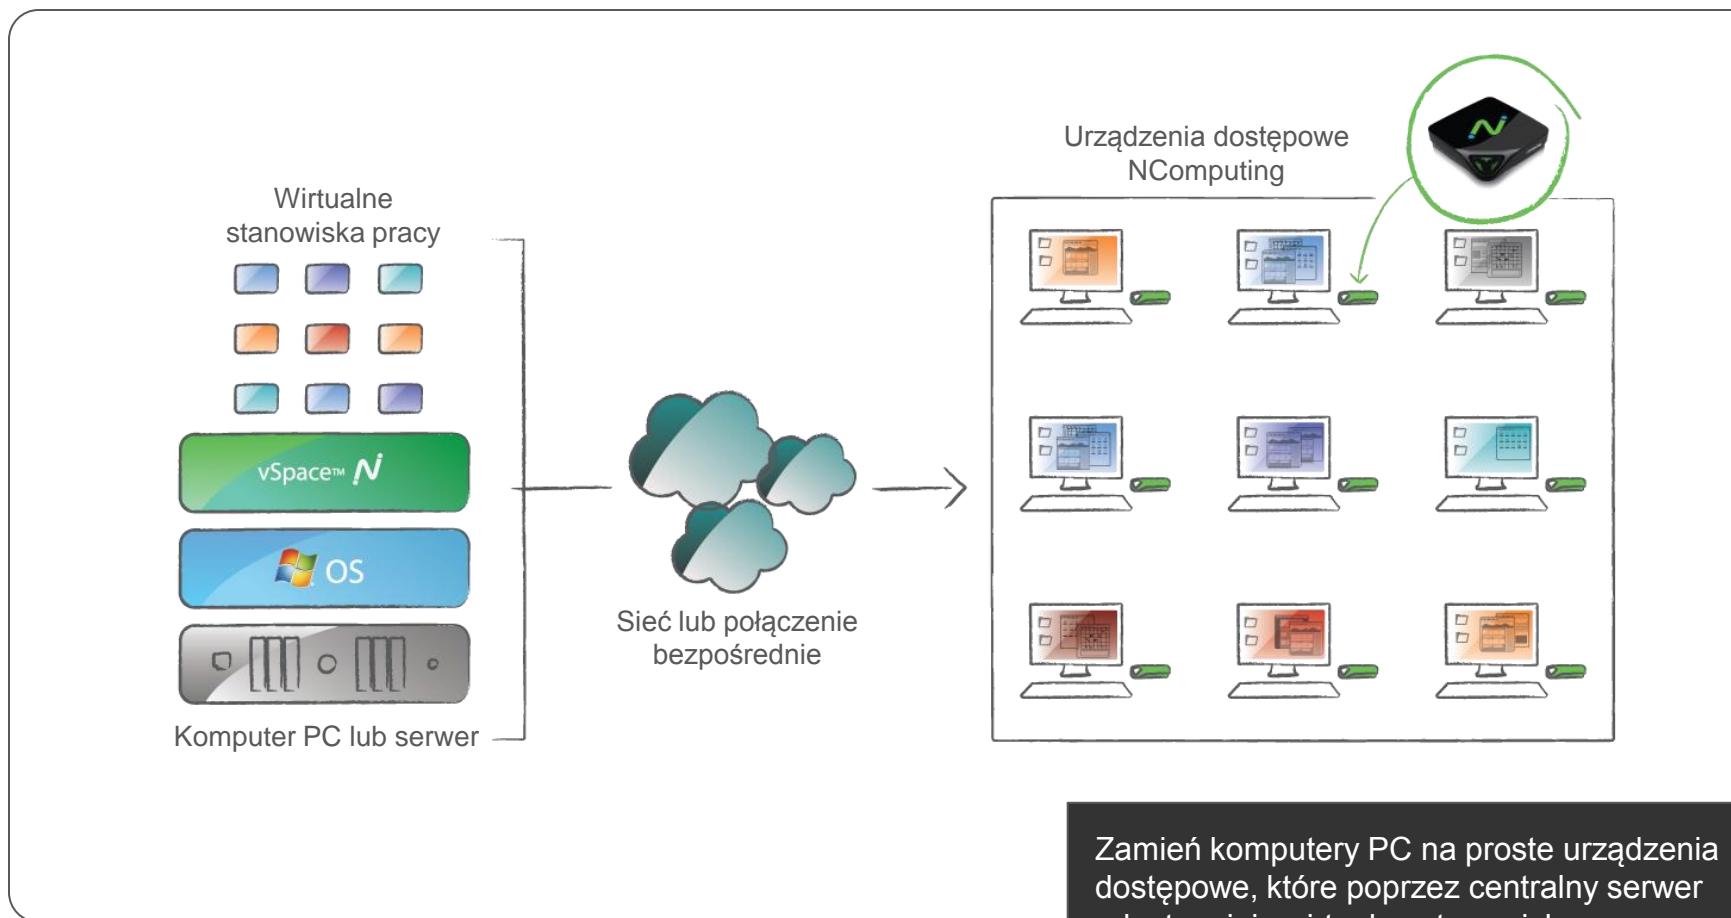 Urządzenia dostępowe
NComputing
Wirtualne
stanowiska pracy
vSpace™
OS
Komputer PC lub serwer
Sieć lub połączenie
bezpośrednie
Zamień komputery PC na proste urządzenia
dostępowe, które poprzez centralny serwer